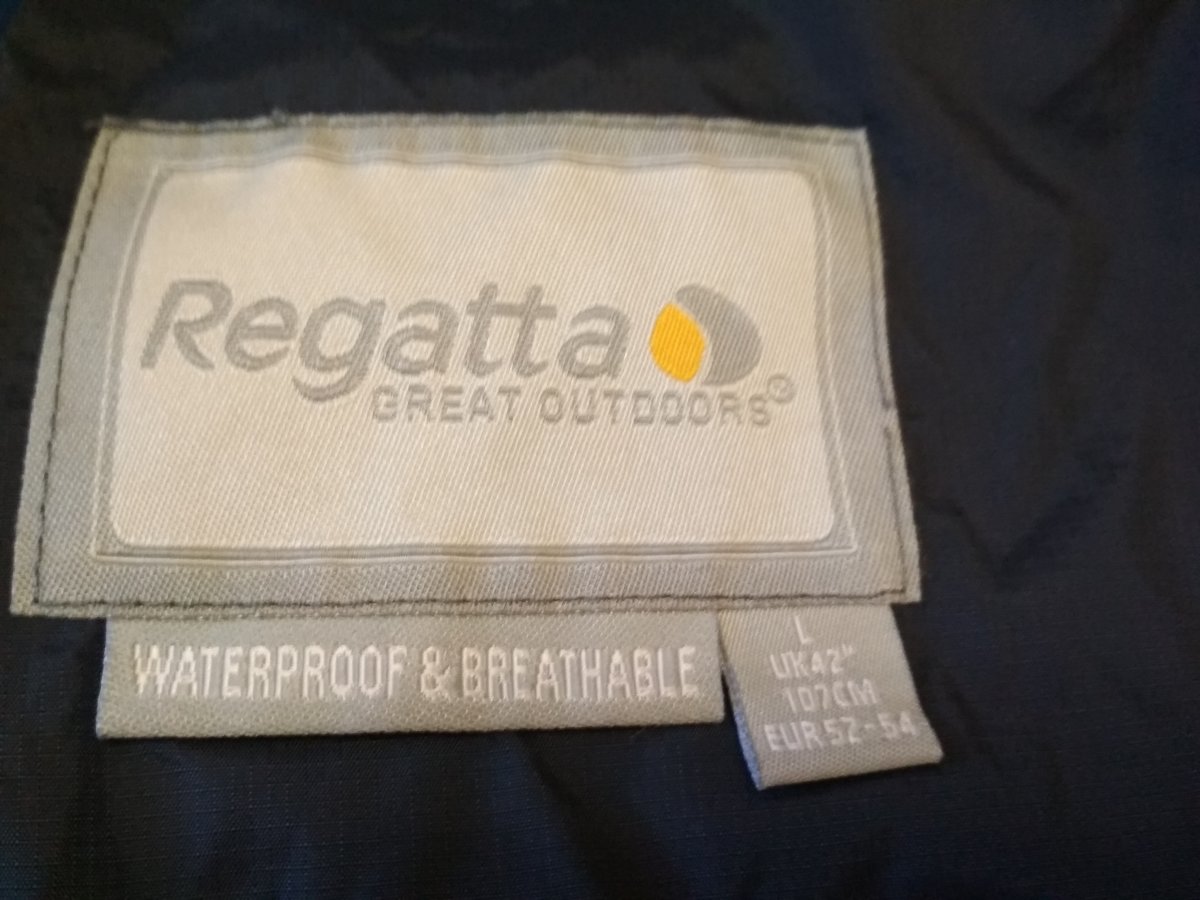 Regatta
GREAT OUTDOORS®
WATERPROOF & BREATHABLE
L
UK42"
107CM
EUR 52-54